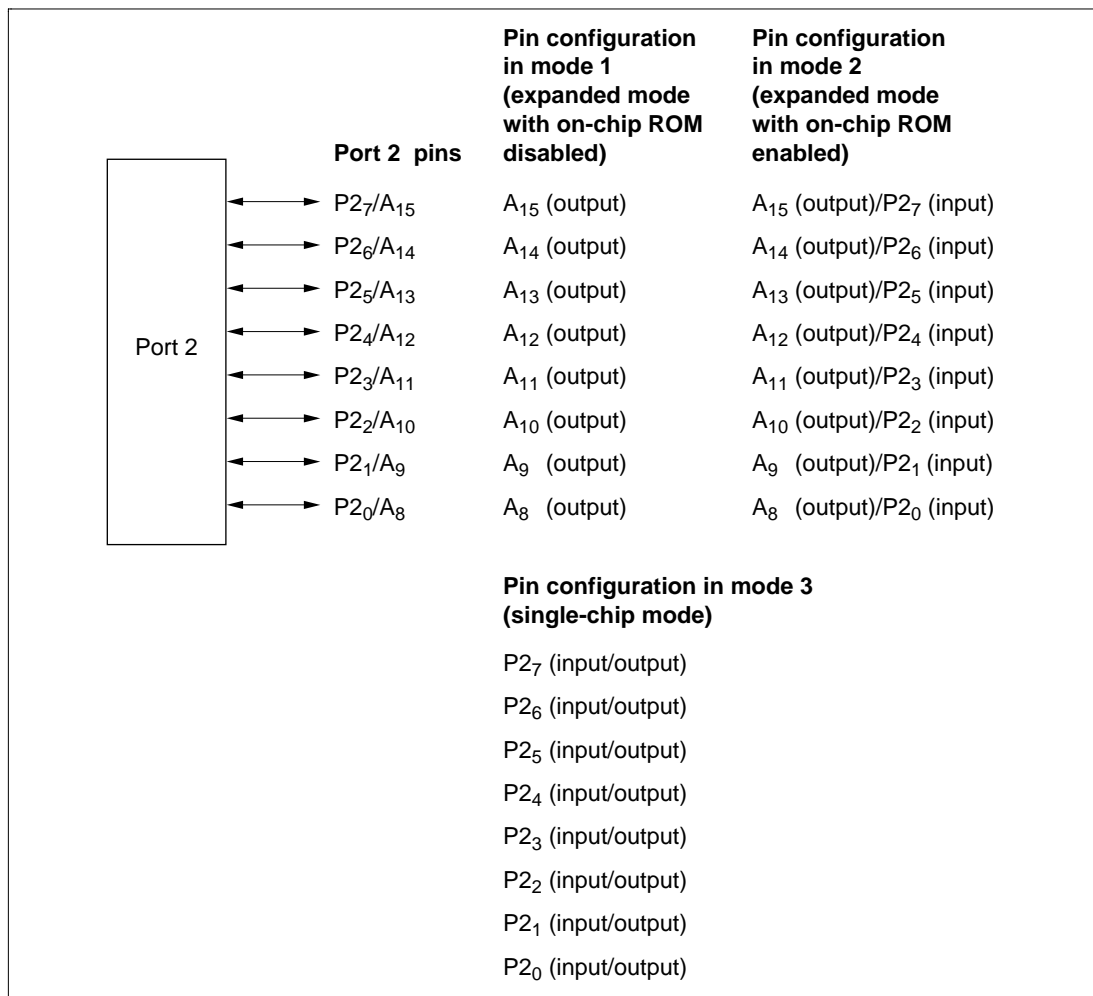 Pin configuration in mode 1 (expanded mode with on-chip ROM disabled)
Pin configuration in mode 2 (expanded mode with on-chip ROM enabled)
Port 2 pins
Port 2
P2₇/A₁₅ A₁₅ (output) A₁₅ (output)/P2₇ (input)
P2₆/A₁₄ A₁₄ (output) A₁₄ (output)/P2₆ (input)
P2₅/A₁₃ A₁₃ (output) A₁₃ (output)/P2₅ (input)
P2₄/A₁₂ A₁₂ (output) A₁₂ (output)/P2₄ (input)
P2₃/A₁₁ A₁₁ (output) A₁₁ (output)/P2₃ (input)
P2₂/A₁₀ A₁₀ (output) A₁₀ (output)/P2₂ (input)
P2₁/A₉ A₉ (output) A₉ (output)/P2₁ (input)
P2₀/A₈ A₈ (output) A₈ (output)/P2₀ (input)
Pin configuration in mode 3
(single-chip mode)
P2₇ (input/output)
P2₆ (input/output)
P2₅ (input/output)
P2₄ (input/output)
P2₃ (input/output)
P2₂ (input/output)
P2₁ (input/output)
P2₀ (input/output)